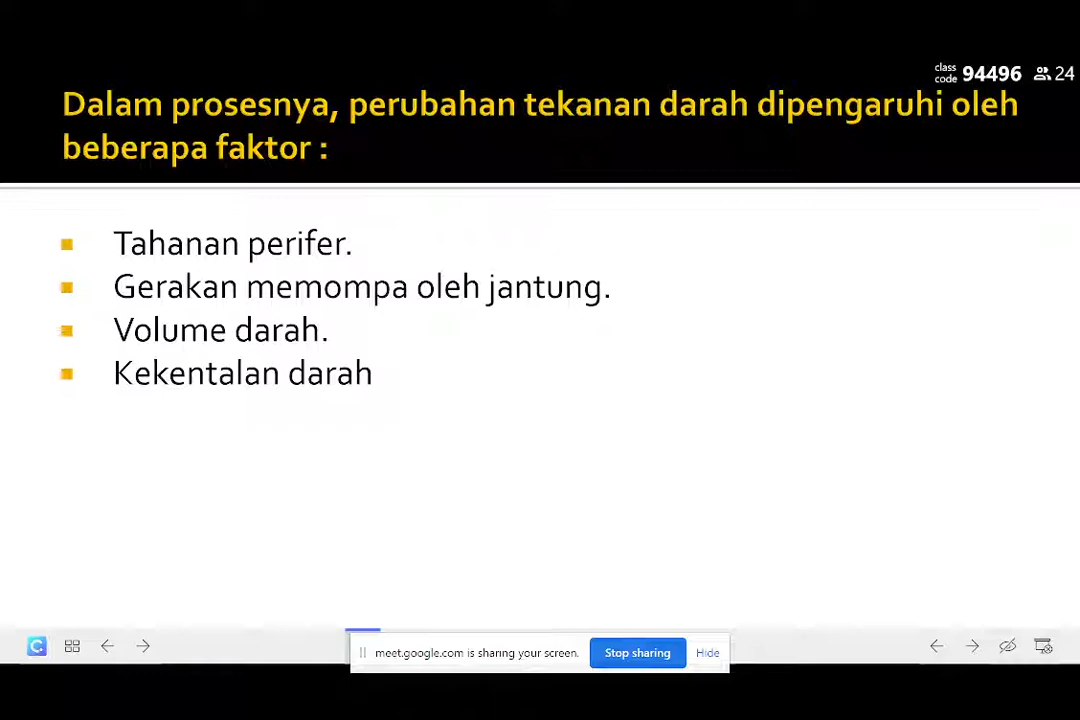 class
code 94496 24
Dalam prosesnya, perubahan tekanan darah dipengaruhi oleh
beberapa faktor :
Tahanan perifer.
Gerakan memompa oleh jantung.
Volume darah.
Kekentalan darah
meet.google.com is sharing your screen. Stop sharing Hide